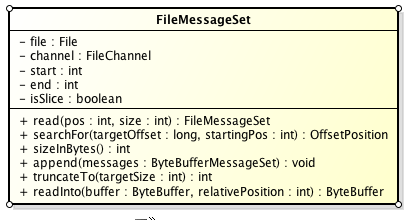 FileMessageSet
– file : File
– channel : FileChannel
– start : int
– end : int
– isSlice : boolean
+ read(pos : int, size : int) : FileMessageSet
+ searchFor(targetOffset : long, startingPos : int) : OffsetPosition
+ sizeInBytes() : int
+ append(messages : ByteBufferMessageSet) : void
+ truncateTo(targetSize : int) : int
+ readInto(buffer : ByteBuffer, relativePosition : int) : ByteBuffer